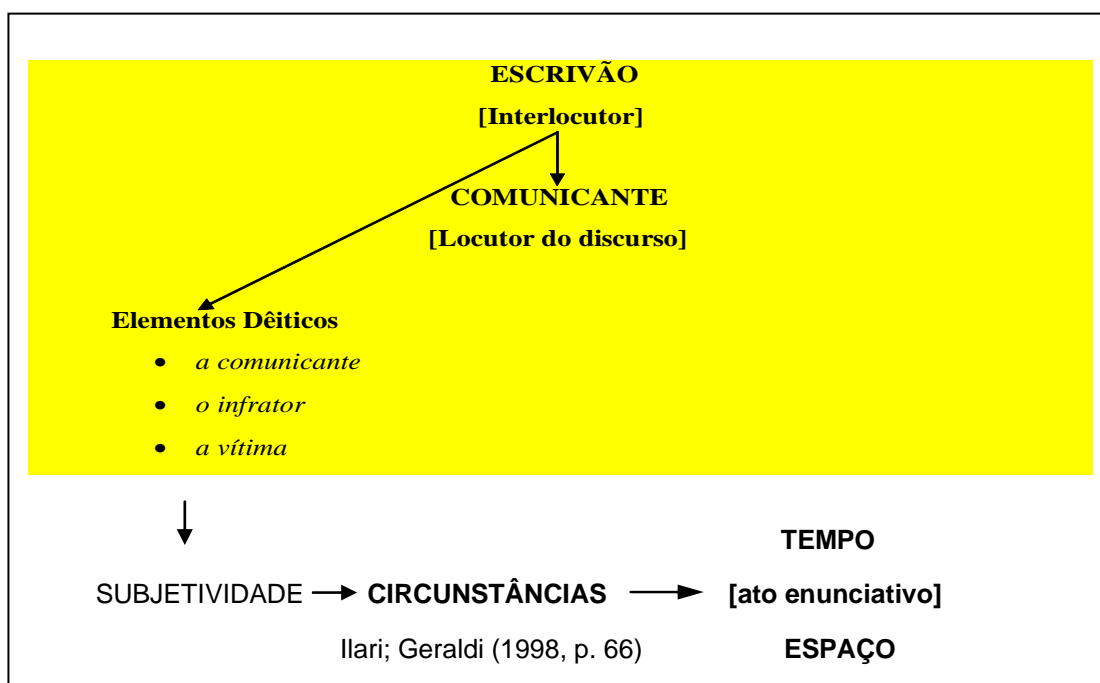 ESCRIVÃO
[Interlocutor]
COMUNICANTE
[Locutor do discurso]
Elementos Dêiticos
• a comunicante
• o infrator
• a vítima
TEMPO
SUBJETIVIDADE CIRCUNSTÂNCIAS [ato enunciativo]
Ilari; Geraldi (1998, p. 66) ESPAÇO